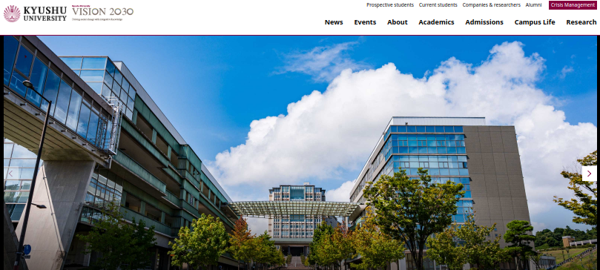 KYUSHU
UNIVERSITY
VISION 2030
Prospective students Current students Companies & researchers Alumni Crisis Management
News Events About Academics Admissions Campus Life Research